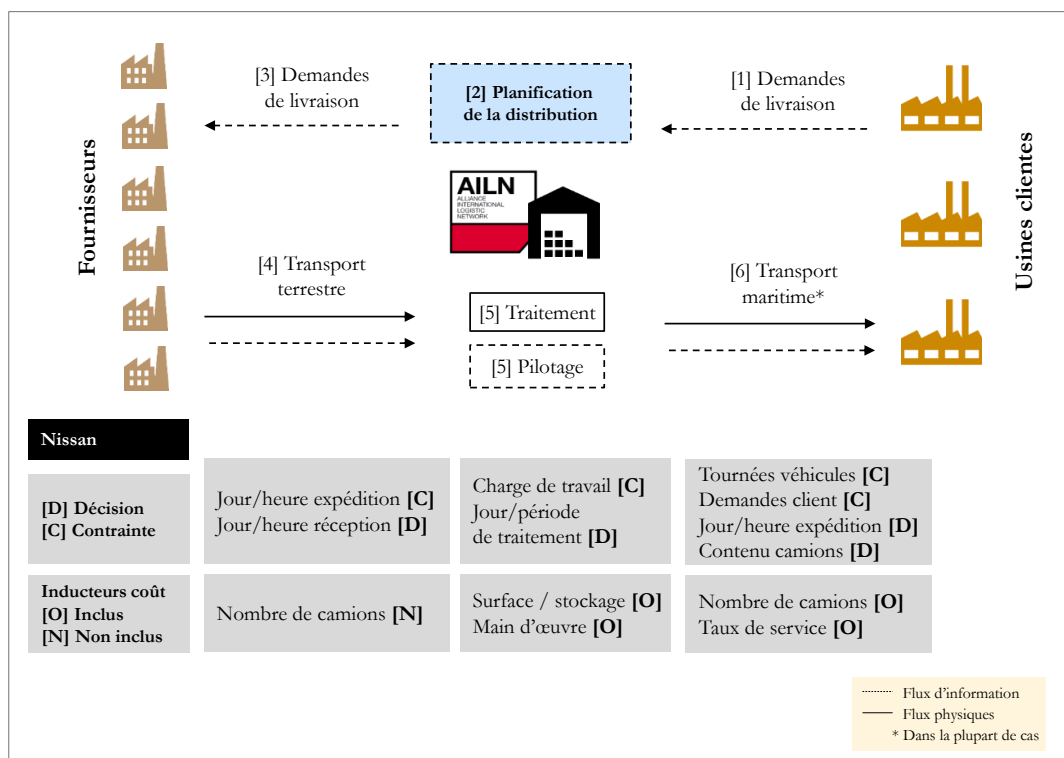 [3] Demandes
de livraison
[2] Planification
de la distribution
[1] Demandes
de livraison
Fournisseurs
AILN
ALLIANCE
INTERNATIONAL
LOGISTIC
NETWORK
Usines clientes
[4] Transport
terrestre
[5] Traitement
[5] Pilotage
[6] Transport
maritime*
Nissan
[D] Décision
[C] Contrainte
Jour/heure expédition [C]
Jour/heure réception [D]
Charge de travail [C]
Jour/période
de traitement [D]
Tournées véhicules [C]
Demandes client [C]
Jour/heure expédition [D]
Contenu camions [D]
Inducteurs coût
[O] Inclus
[N] Non inclus
Nombre de camions [N]
Surface / stockage [O]
Main d'œuvre [O]
Nombre de camions [O]
Taux de service [O]
Flux d'information
Flux physiques
* Dans la plupart de cas